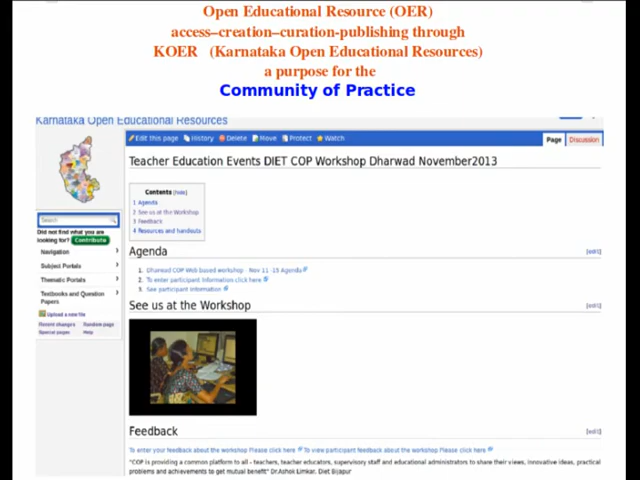 Open Educational Resource (OER)
access–creation–curation-publishing through
KOER (Karnataka Open Educational Resources)
a purpose for the
Community of Practice
Karnataka Open Educational Resources
Edit this page History Delete Move Protect Watch
Page Discussion
Teacher Education Events DIET COP Workshop Dharwad November2013
Contents [hide]
1 Agenda
2 See us at the Workshop
3 Feedback
4 Resources and handouts
Search
Did not find what you are
looking for? Contribute
Navigation
Subject Portals
Thematic Portals
Textbooks and Question
Papers
Upload a new file
Recent changes Random page
Special pages Help
Agenda [edit]
1. Dharwad COP Web based workshop - Nov 11 -15 Agenda
2. To enter participant information click here
3. See participant information
See us at the Workshop [edit]
Feedback [edit]
To enter your feedback about the workshop Please click here To view participant feedback about the workshop Please click here
"COP is providing a common platform to all - teachers, teacher educators, supervisory staff and educational administrators to share their views, innovative ideas, practical
problems and achievements to get mutual benefit" Dr.Ashok Limkar. Diet Bijapur